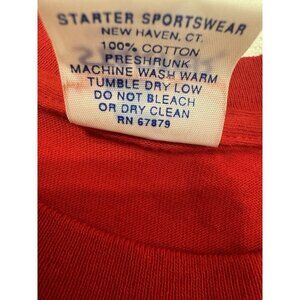 STARTER SPORTSWEAR
NEW HAVEN, CT.
100% COTTON
PRESHRUNK
MACHINE WASH WARM
TUMBLE DRY LOW
DO NOT BLEACH
OR DRY CLEAN
RN 67879